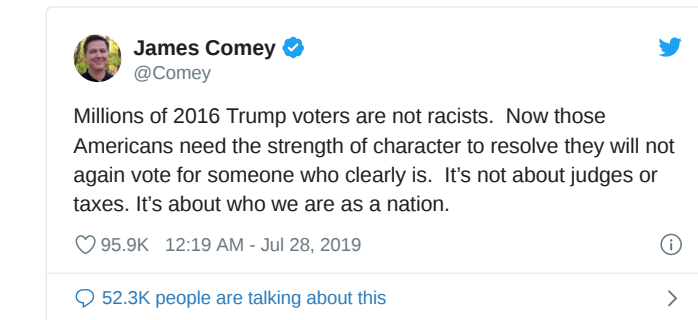 James Comey
@Comey
Millions of 2016 Trump voters are not racists.  Now those
Americans need the strength of character to resolve they will not
again vote for someone who clearly is.  It’s not about judges or
taxes. It’s about who we are as a nation.
95.9K 12:19 AM - Jul 28, 2019
52.3K people are talking about this